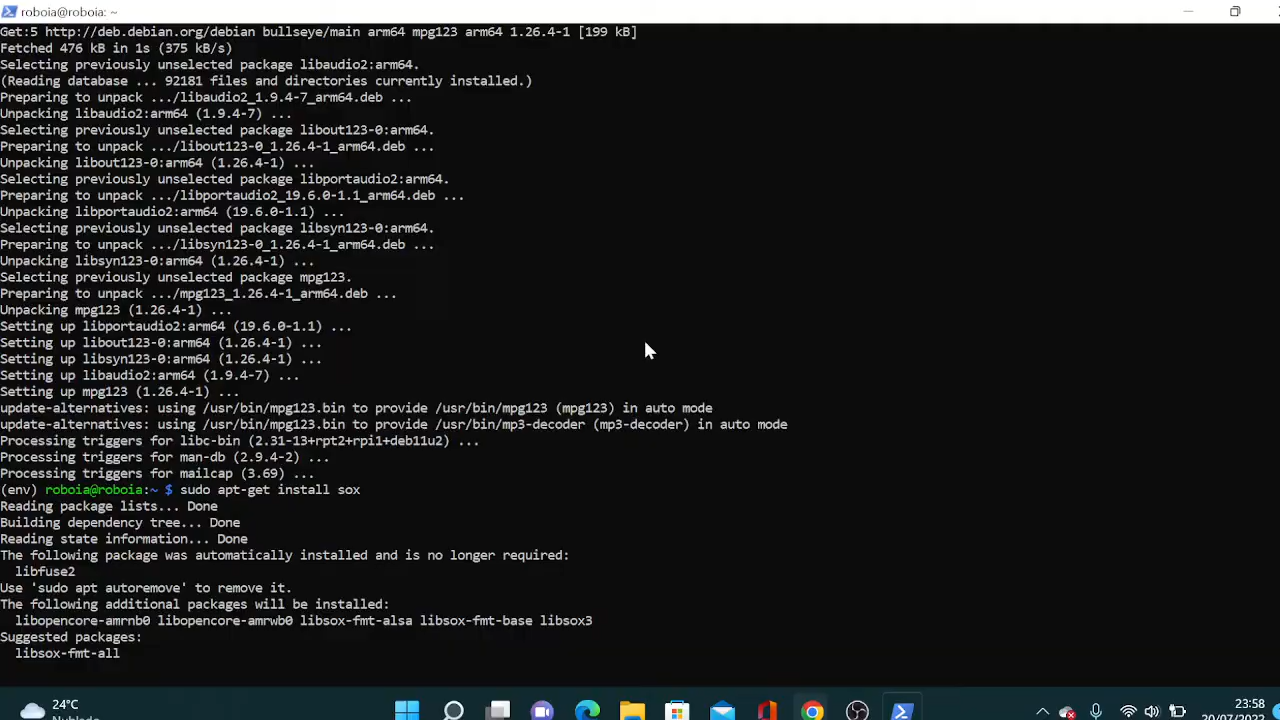 roboia@roboia: ~
Get:5 http://deb.debian.org/debian bullseye/main arm64 mpg123 arm64 1.26.4-1 [199 kB]
Fetched 476 kB in 1s (375 kB/s)
Selecting previously unselected package libaudio2:arm64.
(Reading database ... 92181 files and directories currently installed.)
Preparing to unpack .../libaudio2_1.9.4-7_arm64.deb ...
Unpacking libaudio2:arm64 (1.9.4-7) ...
Selecting previously unselected package libout123-0:arm64.
Preparing to unpack .../libout123-0_1.26.4-1_arm64.deb ...
Unpacking libout123-0:arm64 (1.26.4-1) ...
Selecting previously unselected package libportaudio2:arm64.
Preparing to unpack .../libportaudio2_19.6.0-1.1_arm64.deb ...
Unpacking libportaudio2:arm64 (19.6.0-1.1) ...
Selecting previously unselected package libsyn123-0:arm64.
Preparing to unpack .../libsyn123-0_1.26.4-1_arm64.deb ...
Unpacking libsyn123-0:arm64 (1.26.4-1) ...
Selecting previously unselected package mpg123.
Preparing to unpack .../mpg123_1.26.4-1_arm64.deb ...
Unpacking mpg123 (1.26.4-1) ...
Setting up libportaudio2:arm64 (19.6.0-1.1) ...
Setting up libout123-0:arm64 (1.26.4-1) ...
Setting up libsyn123-0:arm64 (1.26.4-1) ...
Setting up libaudio2:arm64 (1.9.4-7) ...
Setting up mpg123 (1.26.4-1) ...
update-alternatives: using /usr/bin/mpg123.bin to provide /usr/bin/mpg123 (mpg123) in auto mode
update-alternatives: using /usr/bin/mpg123.bin to provide /usr/bin/mp3-decoder (mp3-decoder) in auto mode
Processing triggers for libc-bin (2.31-13+rpt2+rpi1+deb11u2) ...
Processing triggers for man-db (2.9.4-2) ...
Processing triggers for mailcap (3.69) ...
(env) roboia@roboia:~ $ sudo apt-get install sox
Reading package lists... Done
Building dependency tree... Done
Reading state information... Done
The following package was automatically installed and is no longer required:
libfuse2
Use 'sudo apt autoremove' to remove it.
The following additional packages will be installed:
libopencore-amrnb0 libopencore-amrwb0 libsox-fmt-alsa libsox-fmt-base libsox3
Suggested packages:
libsox-fmt-all
24°C
23:58